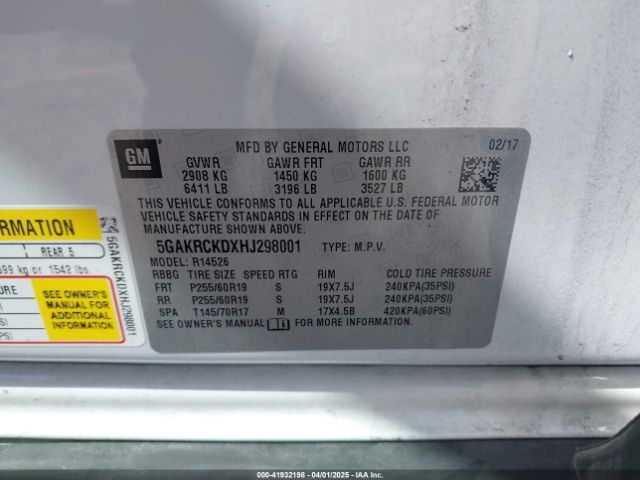 GM
MFD BY GENERAL MOTORS LLC 02/17
GVWR GAWR FRT GAWR RR
2908 KG 1450 KG 1600 KG
6411 LB 3196 LB 3527 LB
THIS VEHICLE CONFORMS TO ALL APPLICABLE U.S. FEDERAL MOTOR
VEHICLE SAFETY STANDARDS IN EFFECT ON THE DATE OF
MANUFACTURE SHOWN ABOVE.
5GAKRCKDXHJ298001 TYPE: M.P.V.
MODEL: R14526
RBBG TIRE SIZE SPEED RTG RIM COLD TIRE PRESSURE
FRT P255/60R19 S 19X7.5J 240KPA(35PSI)
RR P255/60R19 S 19X7.5J 240KPA(35PSI)
SPA T145/70R17 M 17X4.5B 420KPA(60PSI)
SEE OWNER'S MANUAL FOR MORE INFORMATION.
ORMATION
REAR 5
699 kg or 1542 lbs
SEE OWNER'S
MANUAL FOR
ADDITIONAL
INFORMATION
5GAKRCKDXHJ298001
000-41932198 - 04/01/2025 - IAA Inc.